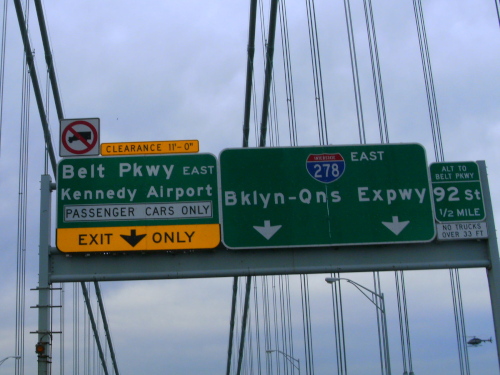 CLEARANCE 11'-0"
Belt Pkwy EAST
Kennedy Airport
PASSENGER CARS ONLY
EXIT ONLY
INTERSTATE
278 EAST
Bklyn-Qns Expwy
ALT TO
BELT PKWY
92 St
1/2 MILE
NO TRUCKS
OVER 33 FT